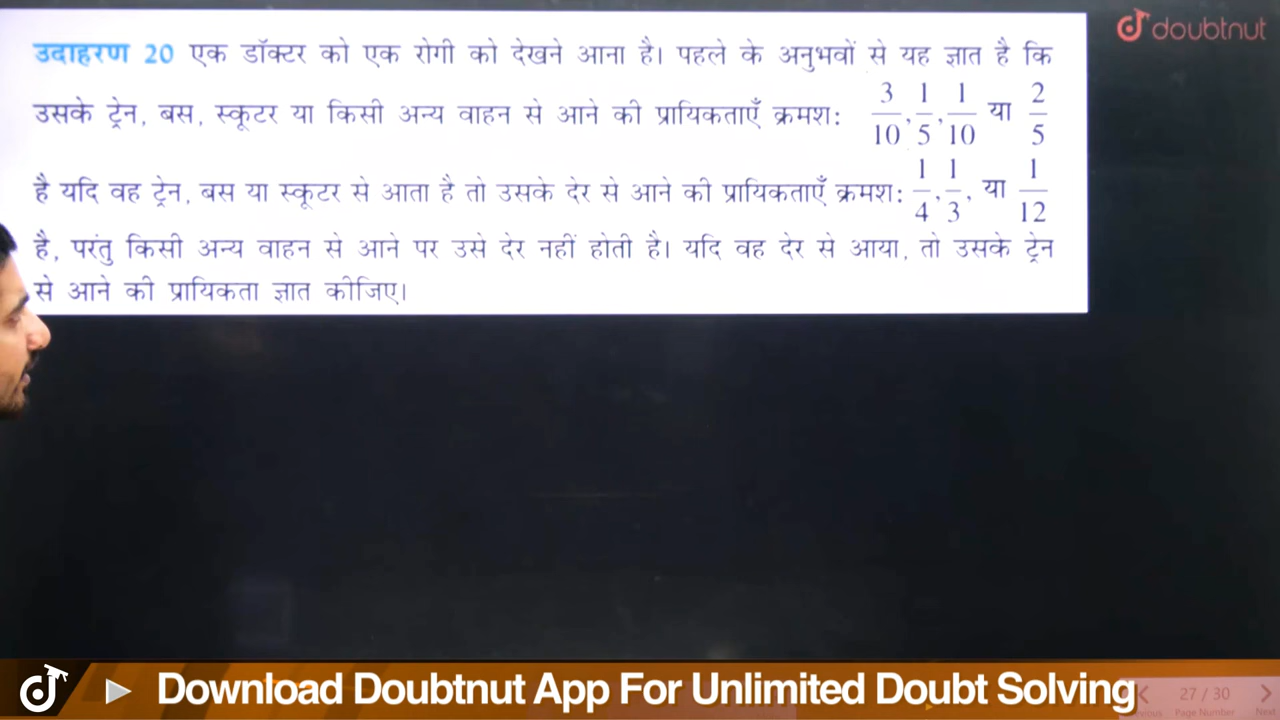 उदाहरण 20 एक डॉक्टर को एक रोगी को देखने आना है। पहले के अनुभवों से यह ज्ञात है कि
उसके ट्रेन, बस, स्कूटर या किसी अन्य वाहन से आने की प्रायिकताएँ क्रमश: 3/10, 1/5, 1/10 या 2/5
है यदि वह ट्रेन, बस या स्कूटर से आता है तो उसके देर से आने की प्रायिकताएँ क्रमश: 1/4, 1/3, या 1/12
है, परंतु किसी अन्य वाहन से आने पर उसे देर नहीं होती है। यदि वह देर से आया, तो उसके ट्रेन
से आने की प्रायिकता ज्ञात कीजिए।
doubtnut
Download Doubtnut App For Unlimited Doubt Solving
27 / 30
Page Number
Next